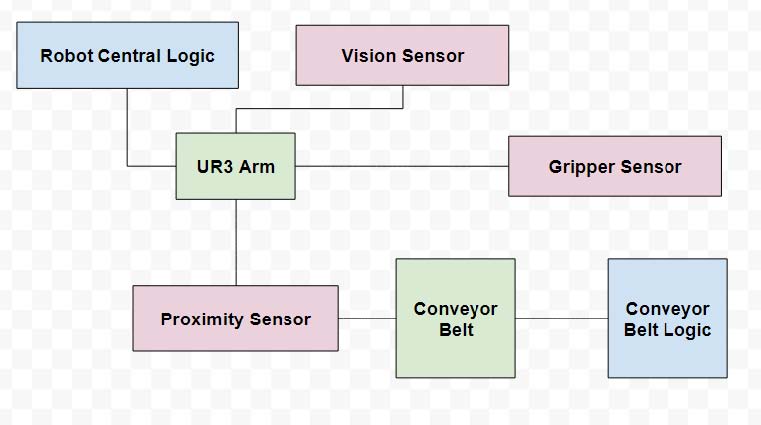 Robot Central Logic
Vision Sensor
UR3 Arm
Gripper Sensor
Proximity Sensor
Conveyor
Belt
Conveyor
Belt Logic